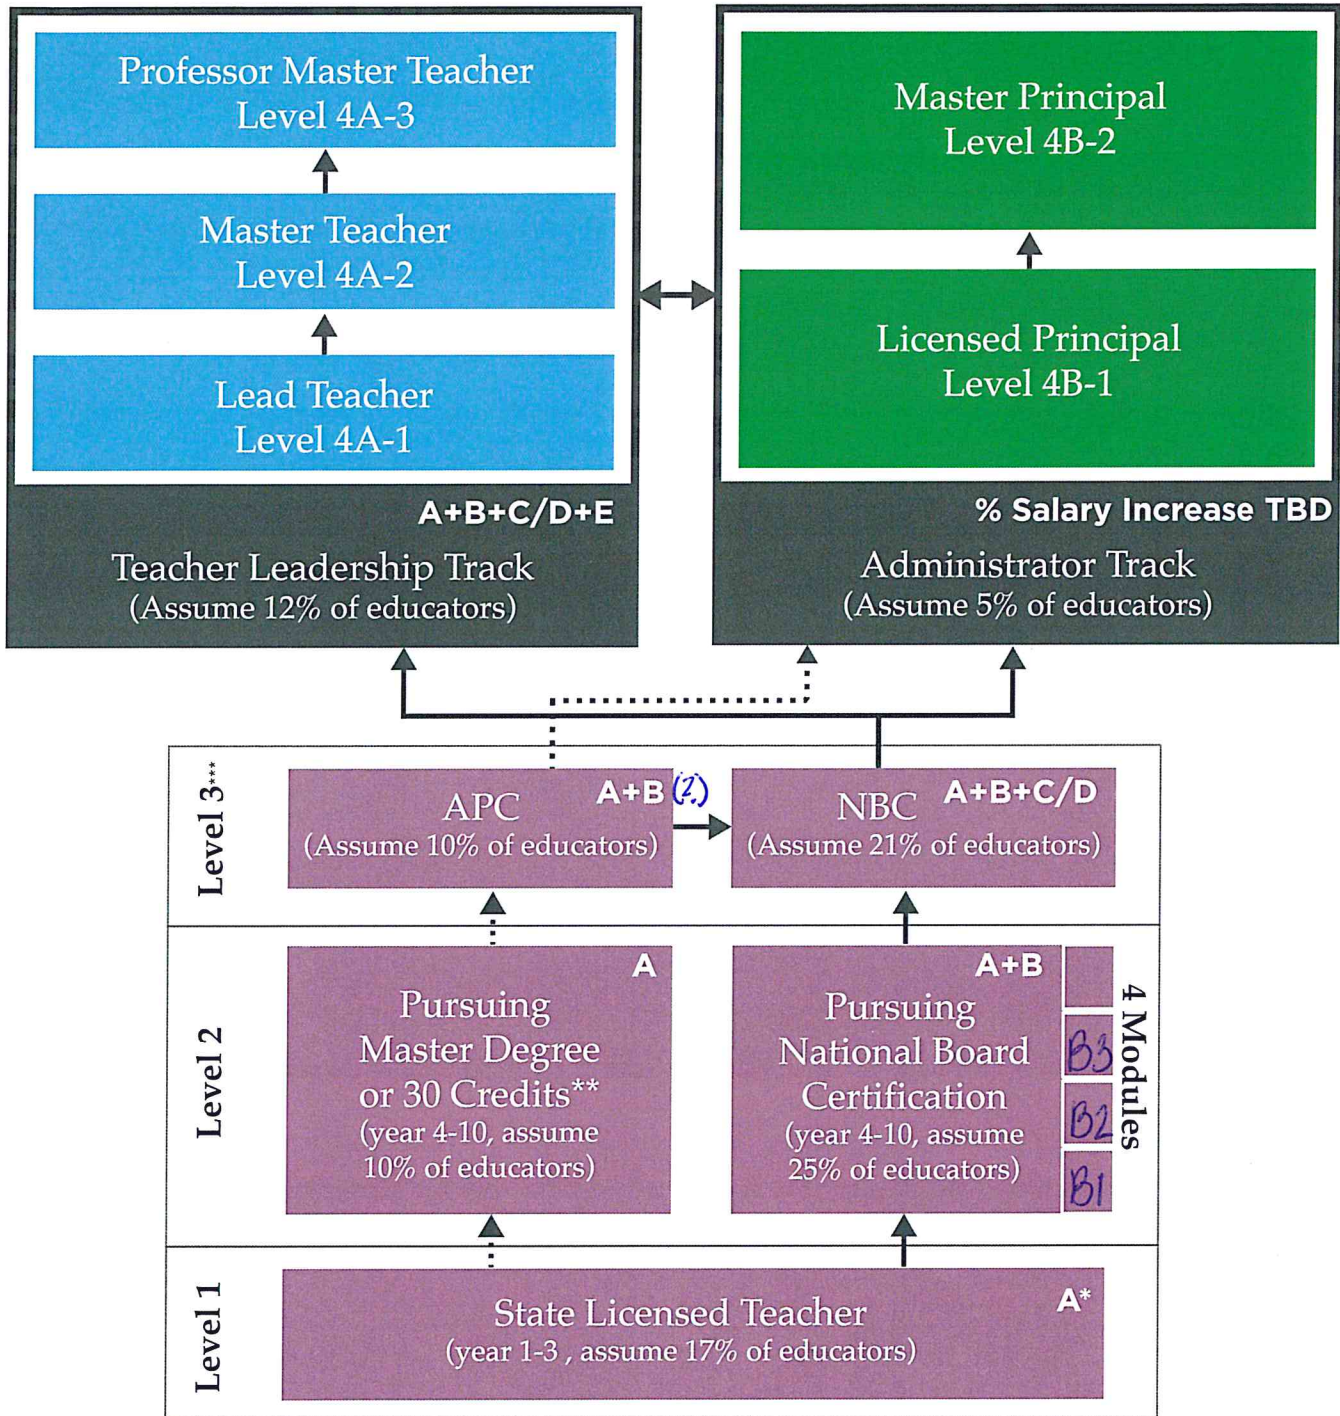 Professor Master Teacher
Level 4A-3
Master Teacher
Level 4A-2
Lead Teacher
Level 4A-1
A+B+C/D+E
Teacher Leadership Track
(Assume 12% of educators)
Master Principal
Level 4B-2
Licensed Principal
Level 4B-1
% Salary Increase TBD
Administrator Track
(Assume 5% of educators)
Level 3***
A+B (?)
APC
(Assume 10% of educators)
A+B+C/D
NBC
(Assume 21% of educators)
Level 2
A
Pursuing
Master Degree
or 30 Credits**
(year 4-10, assume
10% of educators)
A+B
Pursuing
National Board
Certification
(year 4-10, assume
25% of educators)
4 Modules
B3
B2
B1
Level 1
A*
State Licensed Teacher
(year 1-3 , assume 17% of educators)